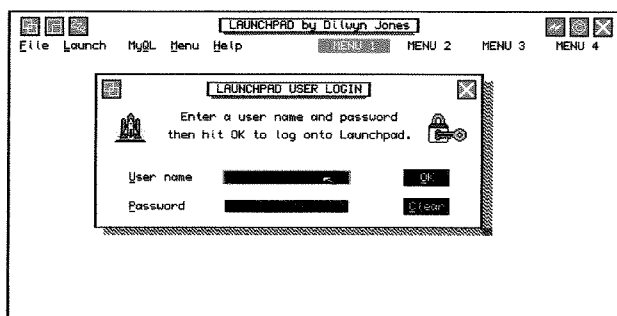 LAUNCHPAD by Dilwyn Jones
File Launch MyQL Menu Help MENU 1 MENU 2 MENU 3 MENU 4
LAUNCHPAD USER LOGIN
Enter a user name and password
then hit OK to log onto Launchpad.
User name OK
Password Clear